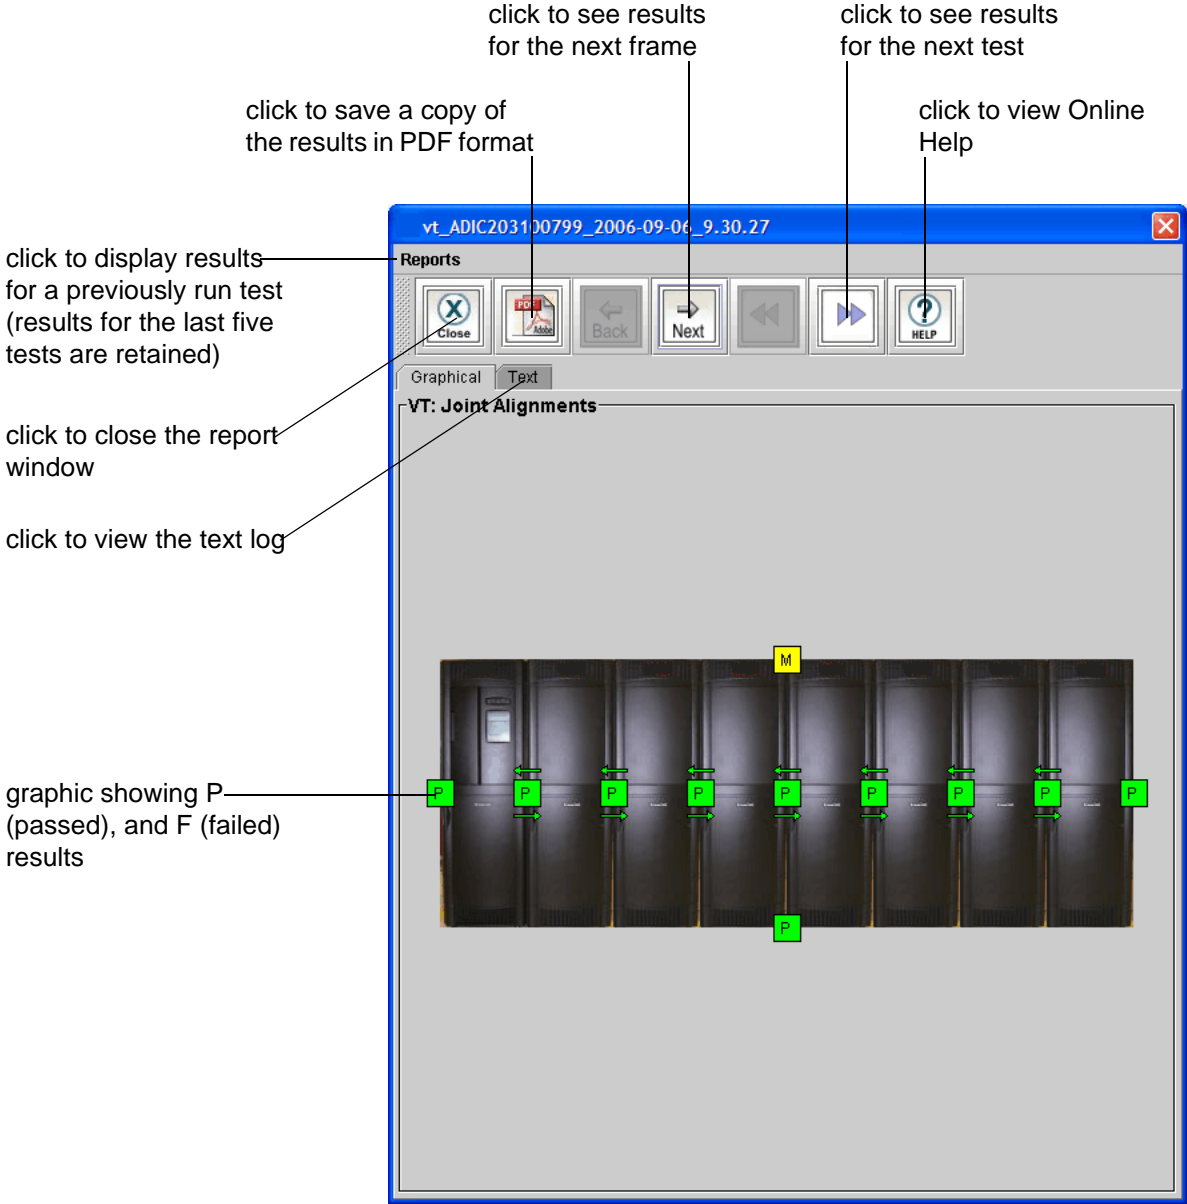 click to see results
for the next frame
click to see results
for the next test
click to save a copy of
the results in PDF format
click to view Online
Help
vt_ADIC203100799_2006-09-06_9.30.27
click to display results
for a previously run test
(results for the last five
tests are retained)
Reports
X
Close
PDF
Adobe
Back
Next
?
HELP
Graphical
Text
VT: Joint Alignments
click to close the report
window
click to view the text log
M
graphic showing P
(passed), and F (failed)
results
P P P P P P P P P
P